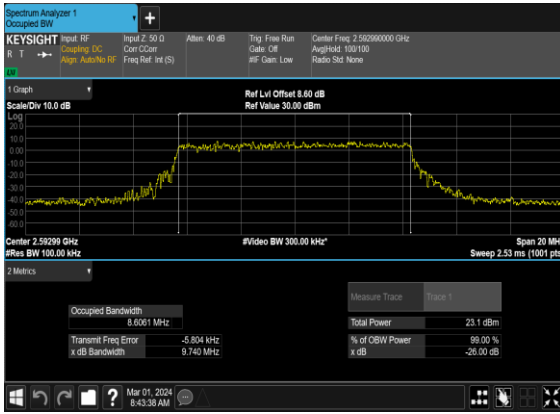 Spectrum Analyzer 1
Occupied BW
KEYSIGHT
R T
LW
Input: RF
Coupling: DC
Align: Auto/No RF
Input Z: 50 Ω
Corr CCorr
Freq Ref: Int (S)
Atten: 40 dB
Trig: Free Run
Gate: Off
#IF Gain: Low
Center Freq: 2.592990000 GHz
Avg|Hold: 100/100
Radio Std: None
1 Graph
Scale/Div 10.0 dB
Ref Lvl Offset 8.60 dB
Ref Value 30.00 dBm
Log
20.0
10.0
0.00
-10.0
-20.0
-30.0
-40.0
-50.0
-60.0
Center 2.59299 GHz
#Res BW 100.00 kHz
#Video BW 300.00 kHz*
Span 20 MH
Sweep 2.53 ms (1001 pts
2 Metrics
Measure Trace
Trace 1
Occupied Bandwidth
8.6061 MHz
Total Power
23.1 dBm
Transmit Freq Error
-5.804 kHz
% of OBW Power
99.00 %
x dB Bandwidth
9.740 MHz
x dB
-26.00 dB
?
Mar 01, 2024
8:43:38 AM